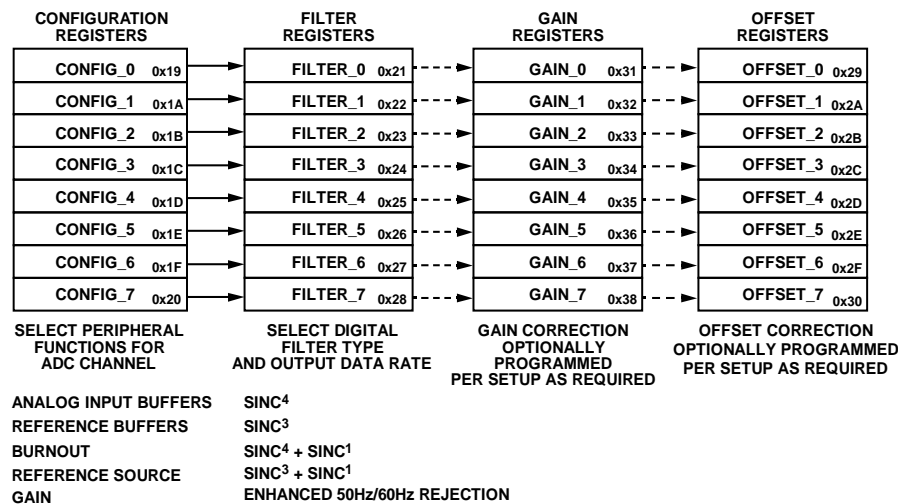 CONFIGURATION REGISTERS
FILTER REGISTERS
GAIN REGISTERS
OFFSET REGISTERS
CONFIG_0 0x19
FILTER_0 0x21
GAIN_0 0x31
OFFSET_0 0x29
CONFIG_1 0x1A
FILTER_1 0x22
GAIN_1 0x32
OFFSET_1 0x2A
CONFIG_2 0x1B
FILTER_2 0x23
GAIN_2 0x33
OFFSET_2 0x2B
CONFIG_3 0x1C
FILTER_3 0x24
GAIN_3 0x34
OFFSET_3 0x2C
CONFIG_4 0x1D
FILTER_4 0x25
GAIN_4 0x35
OFFSET_4 0x2D
CONFIG_5 0x1E
FILTER_5 0x26
GAIN_5 0x36
OFFSET_5 0x2E
CONFIG_6 0x1F
FILTER_6 0x27
GAIN_6 0x37
OFFSET_6 0x2F
CONFIG_7 0x20
FILTER_7 0x28
GAIN_7 0x38
OFFSET_7 0x30
SELECT PERIPHERAL
FUNCTIONS FOR
ADC CHANNEL
SELECT DIGITAL
FILTER TYPE
AND OUTPUT DATA RATE
GAIN CORRECTION
OPTIONALLY
PROGRAMMED
PER SETUP AS REQUIRED
OFFSET CORRECTION
OPTIONALLY PROGRAMMED
PER SETUP AS REQUIRED
ANALOG INPUT BUFFERS
REFERENCE BUFFERS
BURNOUT
REFERENCE SOURCE
GAIN
SINC⁴
SINC³
SINC⁴ + SINC¹
SINC³ + SINC¹
ENHANCED 50Hz/60Hz REJECTION